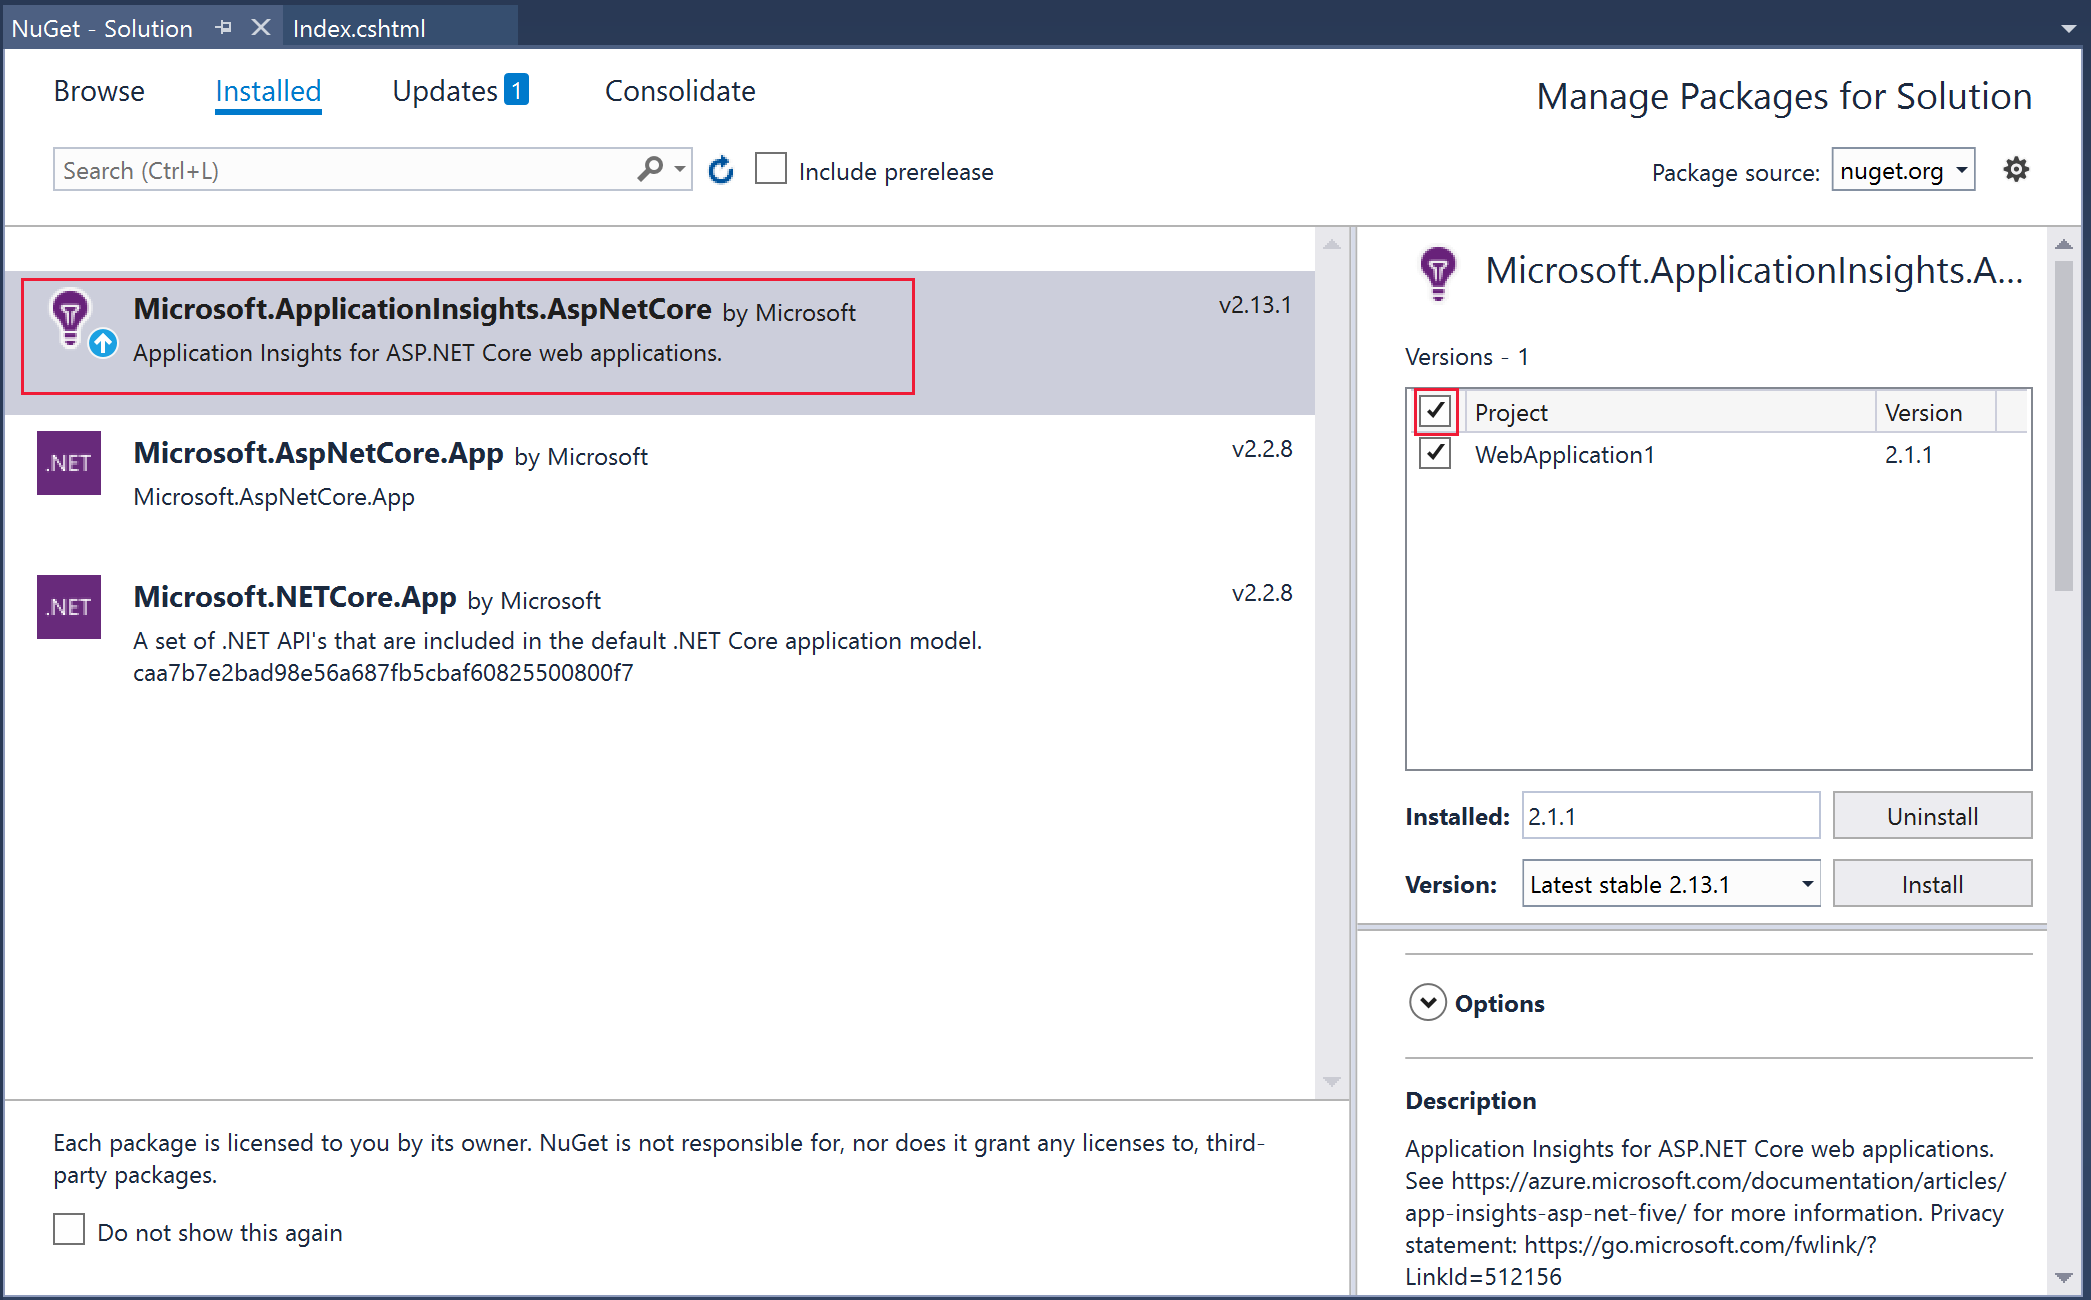 NuGet - Solution
Index.cshtml
Browse
Installed
Updates 1
Consolidate
Manage Packages for Solution
Search (Ctrl+L)
Include prerelease
Package source: nuget.org
Microsoft.ApplicationInsights.AspNetCore by Microsoft
v2.13.1
Application Insights for ASP.NET Core web applications.
.NET
Microsoft.AspNetCore.App by Microsoft
v2.2.8
Microsoft.AspNetCore.App
.NET
Microsoft.NETCore.App by Microsoft
v2.2.8
A set of .NET API's that are included in the default .NET Core application model.
caa7b7e2bad98e56a687fb5cbaf60825500800f7
Each package is licensed to you by its owner. NuGet is not responsible for, nor does it grant any licenses to, third-
party packages.
Do not show this again
Microsoft.ApplicationInsights.A...
Versions - 1
Project Version
WebApplication1 2.1.1
Installed: 2.1.1 Uninstall
Version: Latest stable 2.13.1 Install
Options
Description
Application Insights for ASP.NET Core web applications.
See https://azure.microsoft.com/documentation/articles/
app-insights-asp-net-five/ for more information. Privacy
statement: https://go.microsoft.com/fwlink/?
LinkId=512156